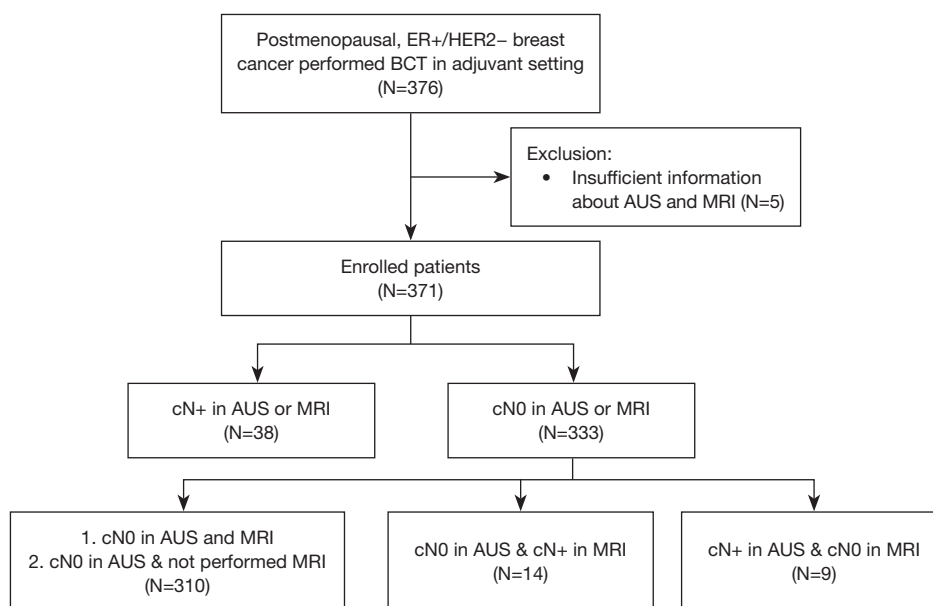 Postmenopausal, ER+/HER2− breast
cancer performed BCT in adjuvant setting
(N=376)
Exclusion:
• Insufficient information
about AUS and MRI (N=5)
Enrolled patients
(N=371)
cN+ in AUS or MRI
(N=38)
cN0 in AUS or MRI
(N=333)
1. cN0 in AUS and MRI
2. cN0 in AUS & not performed MRI
(N=310)
cN0 in AUS & cN+ in MRI
(N=14)
cN+ in AUS & cN0 in MRI
(N=9)